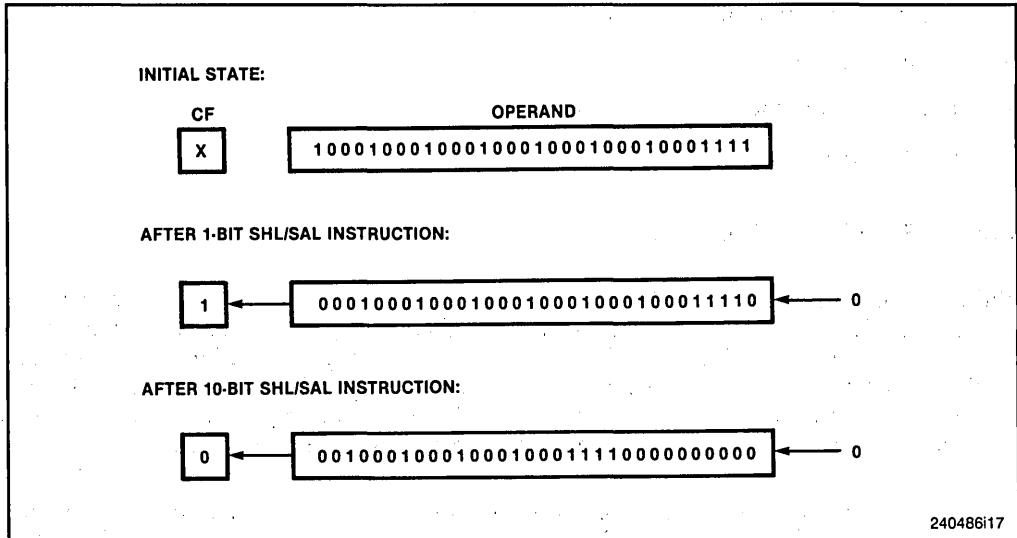 INITIAL STATE:
CF OPERAND
X 10001000100010001000100010001111
AFTER 1-BIT SHL/SAL INSTRUCTION:
1 00010001000100010001000100011110 0
AFTER 10-BIT SHL/SAL INSTRUCTION:
0 00100010001000100011110000000000 0
240486i17